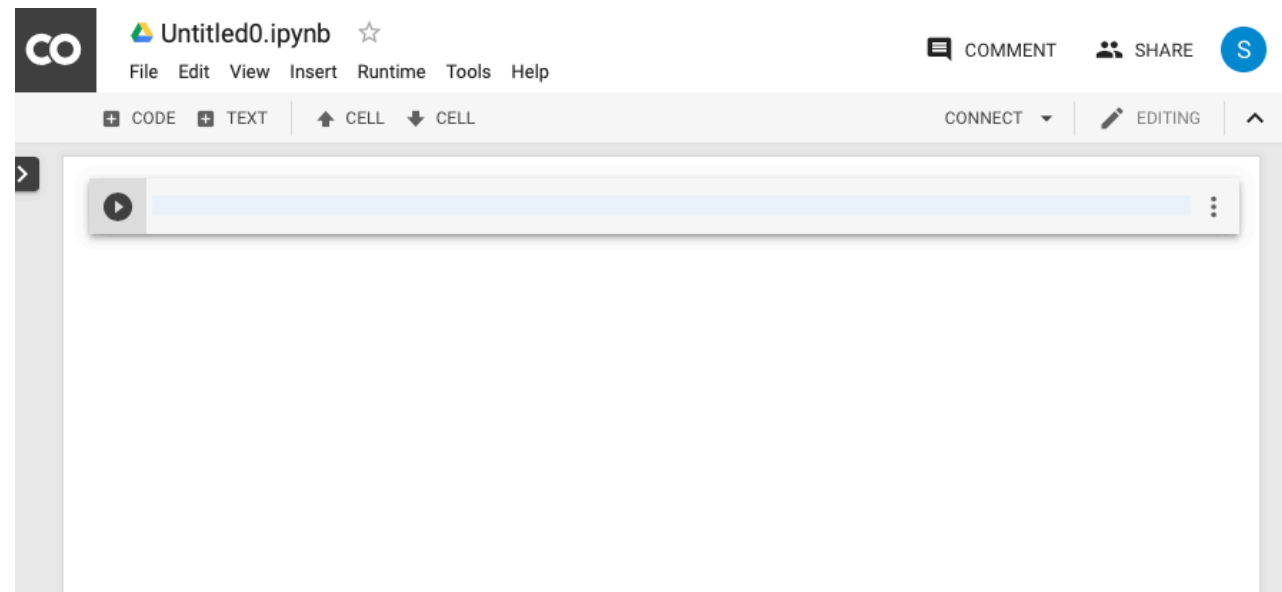 CO
Untitled0.ipynb
COMMENT SHARE S
File Edit View Insert Runtime Tools Help
CODE TEXT CELL CELL CONNECT EDITING